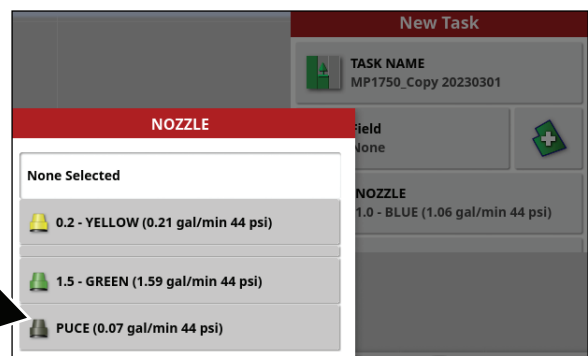 New Task
TASK NAME
MP1750_Copy 20230301
Field
None
NOZZLE
1.0 - BLUE (1.06 gal/min 44 psi)
NOZZLE
None Selected
0.2 - YELLOW (0.21 gal/min 44 psi)
1.5 - GREEN (1.59 gal/min 44 psi)
PUCE (0.07 gal/min 44 psi)